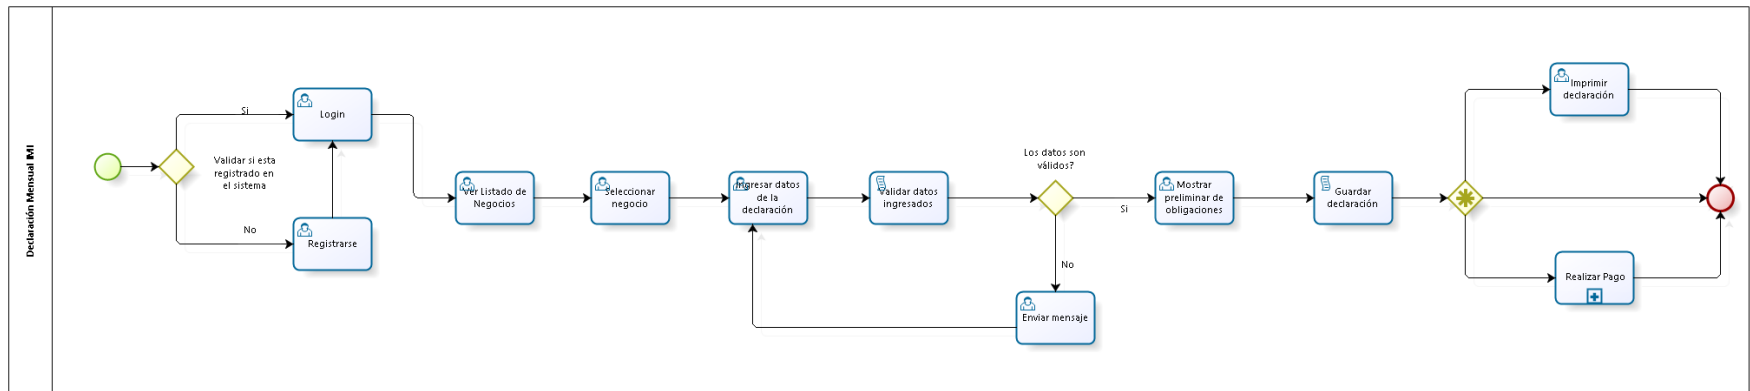 Declaración Mensual IMI
Si
Login
Validar si esta
registrado en
el sistema
No
Registrarse
Ver Listado de
Negocios
Seleccionar
negocio
Ingresar datos
de la
declaración
Validar datos
ingresados
Los datos son
válidos?
Si
No
Enviar mensaje
Mostrar
preliminar de
obligaciones
Guardar
declaración
Imprimir
declaración
Realizar Pago